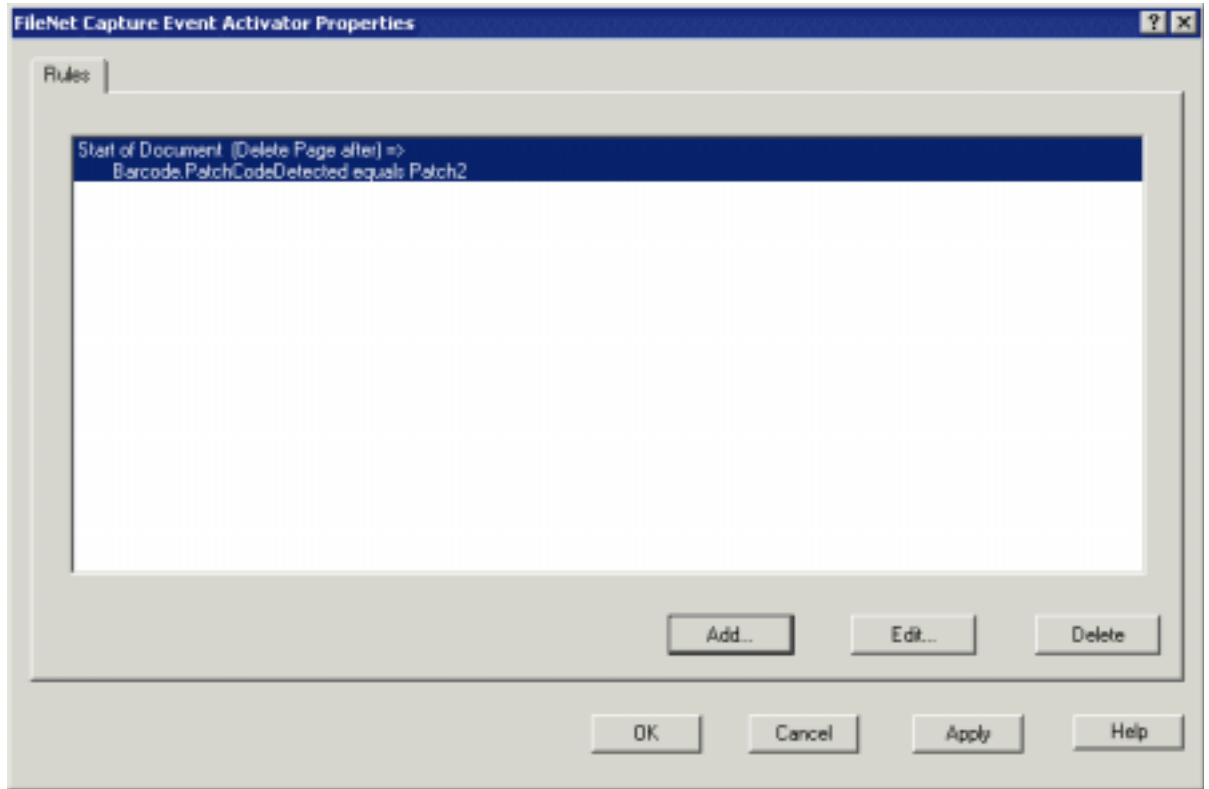 FileNet Capture Event Activator Properties
Rules
Start of Document (Delete Page after) =>
Barcode.PatchCodeDetected equals Patch2
Add...
Edit...
Delete
OK
Cancel
Apply
Help